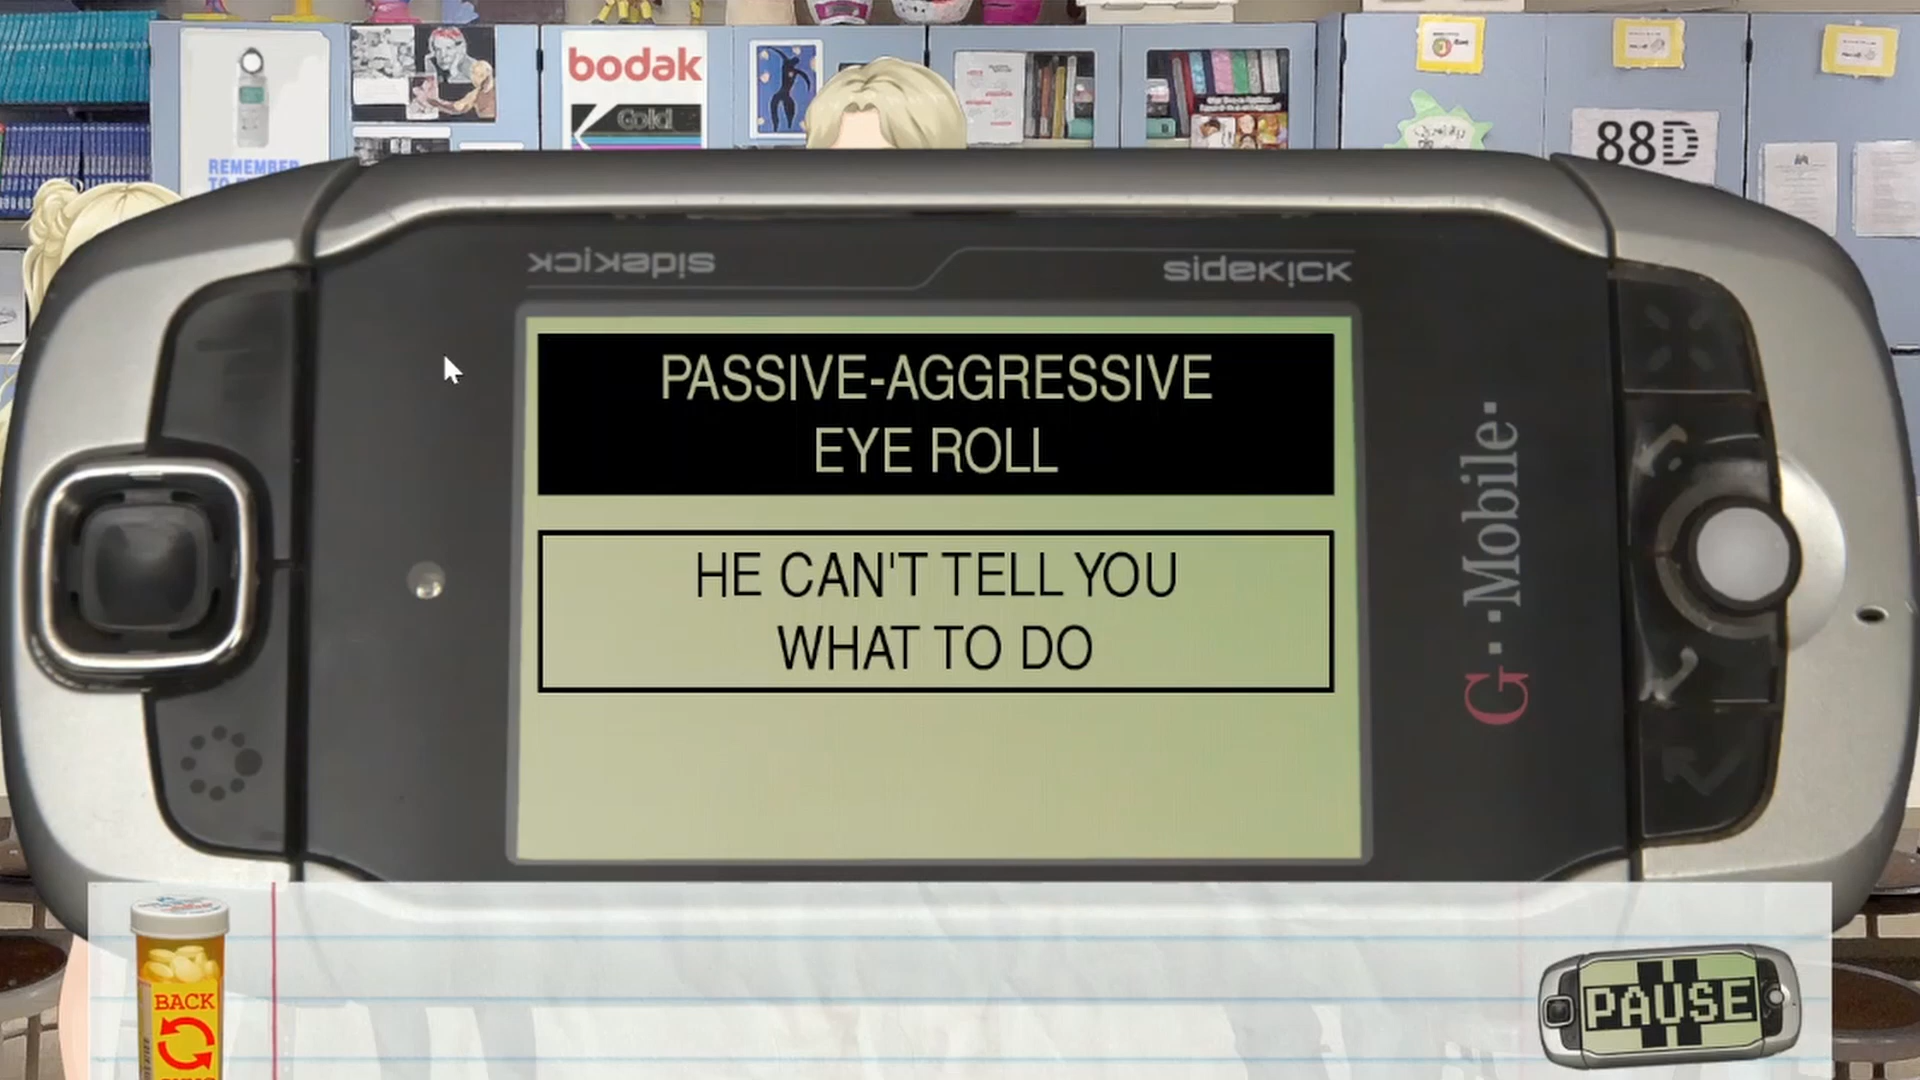 bodak
Gold
REMEMBER
88D
sidekick
sidekick
PASSIVE-AGGRESSIVE
EYE ROLL
HE CAN'T TELL YOU
WHAT TO DO
G··Mobile·
BACK
PAUSE